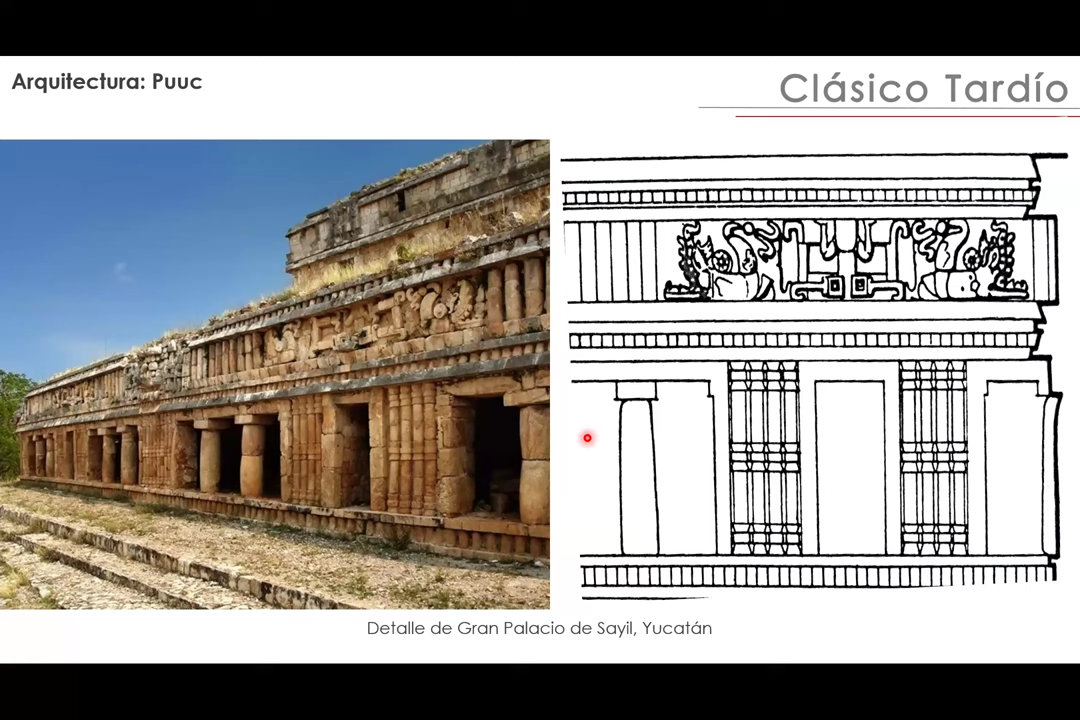 Arquitectura: Puuc
Clásico Tardío
Detalle de Gran Palacio de Sayil, Yucatán